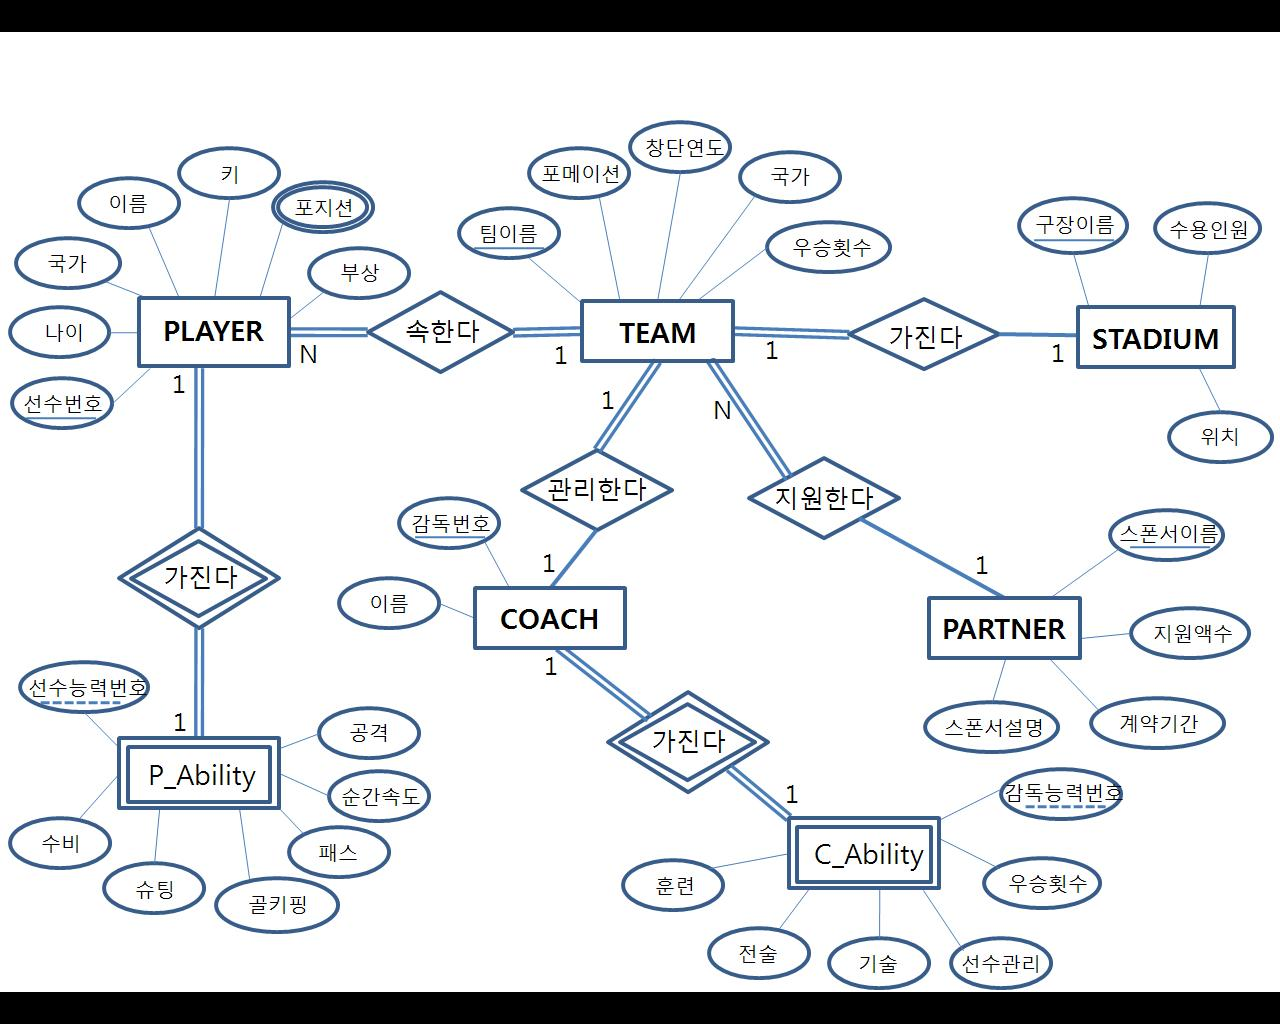 창단연도
키
포메이션
국가
이름
포지션
팀이름
우승횟수
구장이름
수용인원
국가
부상
나이
PLAYER
속한다
TEAM
가진다
STADIUM
N
1
1
1
1
선수번호
1
N
위치
관리한다
지원한다
감독번호
스폰서이름
1
1
가진다
이름
COACH
PARTNER
지원액수
1
선수능력번호
1
공격
가진다
스폰서설명
계약기간
P_Ability
순간속도
1
감독능력번호
수비
패스
C_Ability
슈팅
골키핑
훈련
우승횟수
전술
기술
선수관리